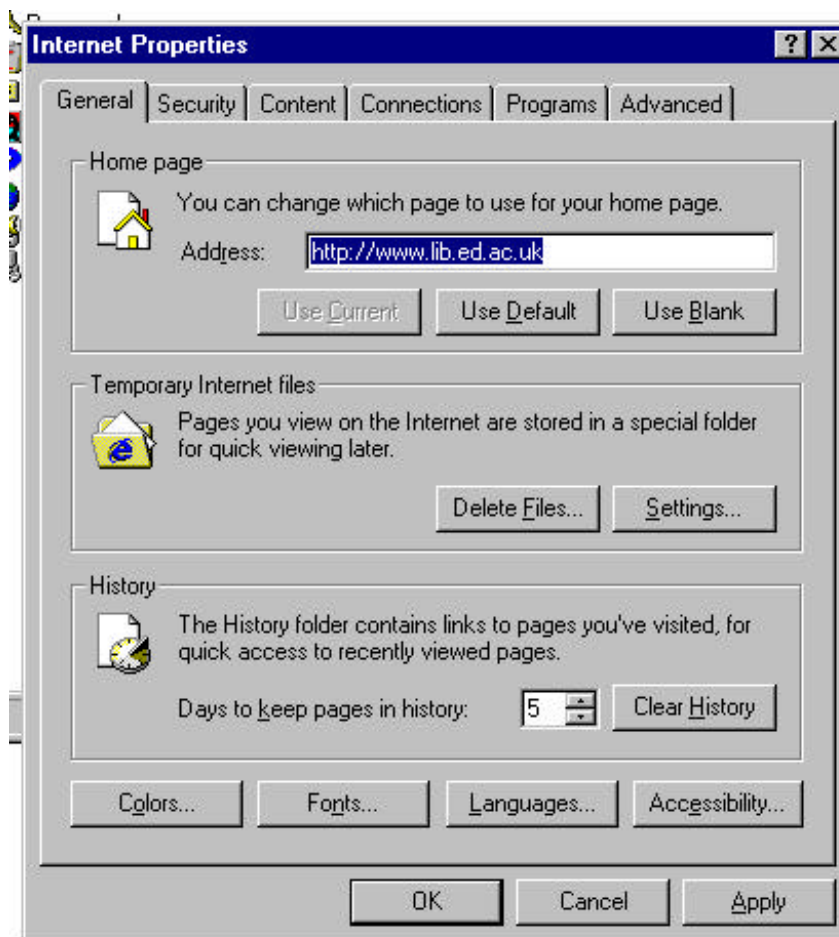 Internet Properties
General Security Content Connections Programs Advanced
Home page
You can change which page to use for your home page.
Address: http://www.lib.ed.ac.uk
Use Current Use Default Use Blank
Temporary Internet files
Pages you view on the Internet are stored in a special folder
for quick viewing later.
Delete Files... Settings...
History
The History folder contains links to pages you've visited, for
quick access to recently viewed pages.
Days to keep pages in history: 5 Clear History
Colors... Fonts... Languages... Accessibility...
OK Cancel Apply